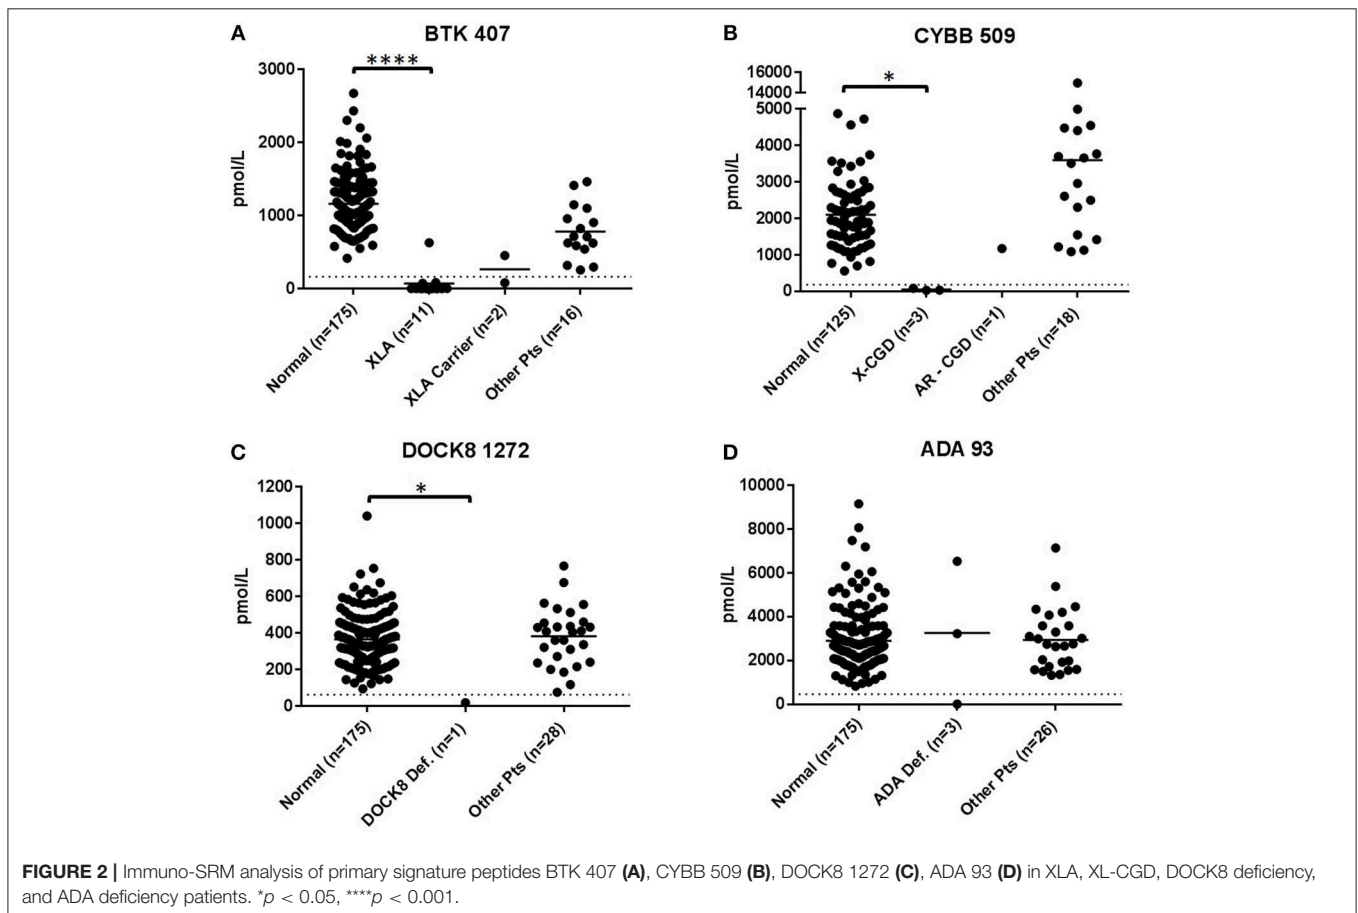 A
BTK 407
****
3000
2000
1000
0
pmol/L
Normal (n=175)
XLA (n=11)
XLA Carrier (n=2)
Other Pts (n=16)
B
CYBB 509
*
16000
14000
5000
4000
3000
2000
1000
0
pmol/L
Normal (n=125)
X-CGD (n=3)
AR - CGD (n=1)
Other Pts (n=18)
C
DOCK8 1272
*
1200
1000
800
600
400
200
0
pmol/L
Normal (n=175)
DOCK8 Def. (n=1)
Other Pts (n=28)
D
ADA 93
10000
8000
6000
4000
2000
0
pmol/L
Normal (n=175)
ADA Def. (n=3)
Other Pts (n=26)
FIGURE 2 | Immuno-SRM analysis of primary signature peptides BTK 407 (A), CYBB 509 (B), DOCK8 1272 (C), ADA 93 (D) in XLA, XL-CGD, DOCK8 deficiency,
and ADA deficiency patients. *p < 0.05, ****p < 0.001.